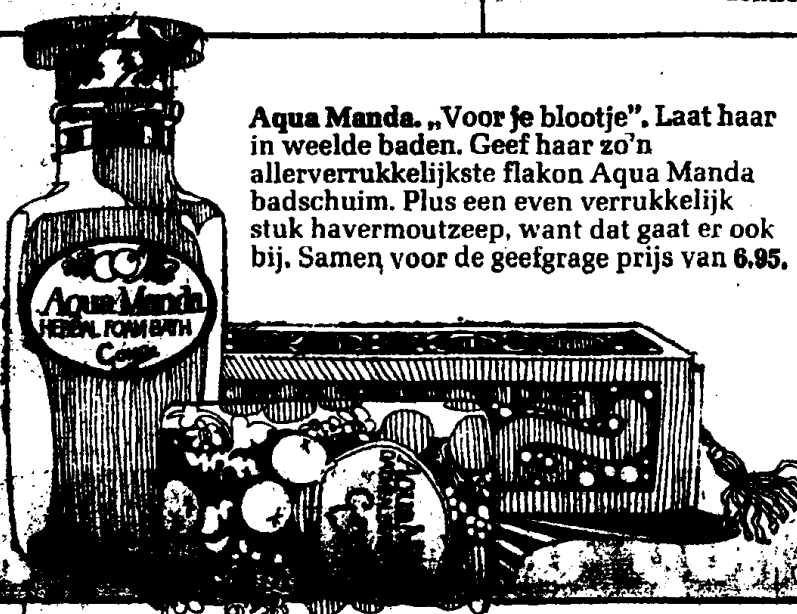 Aqua Manda. „Voor je blootje”. Laat haar
in weelde baden. Geef haar zo'n
allerverrukkelijkste flakon Aqua Manda
badschuim. Plus een even verrukkelijk
stuk havermoutzeep, want dat gaat er ook
bij. Samen voor de geefgrage prijs van 6.95.
Aqua Manda
HERBAL FOAM BATH